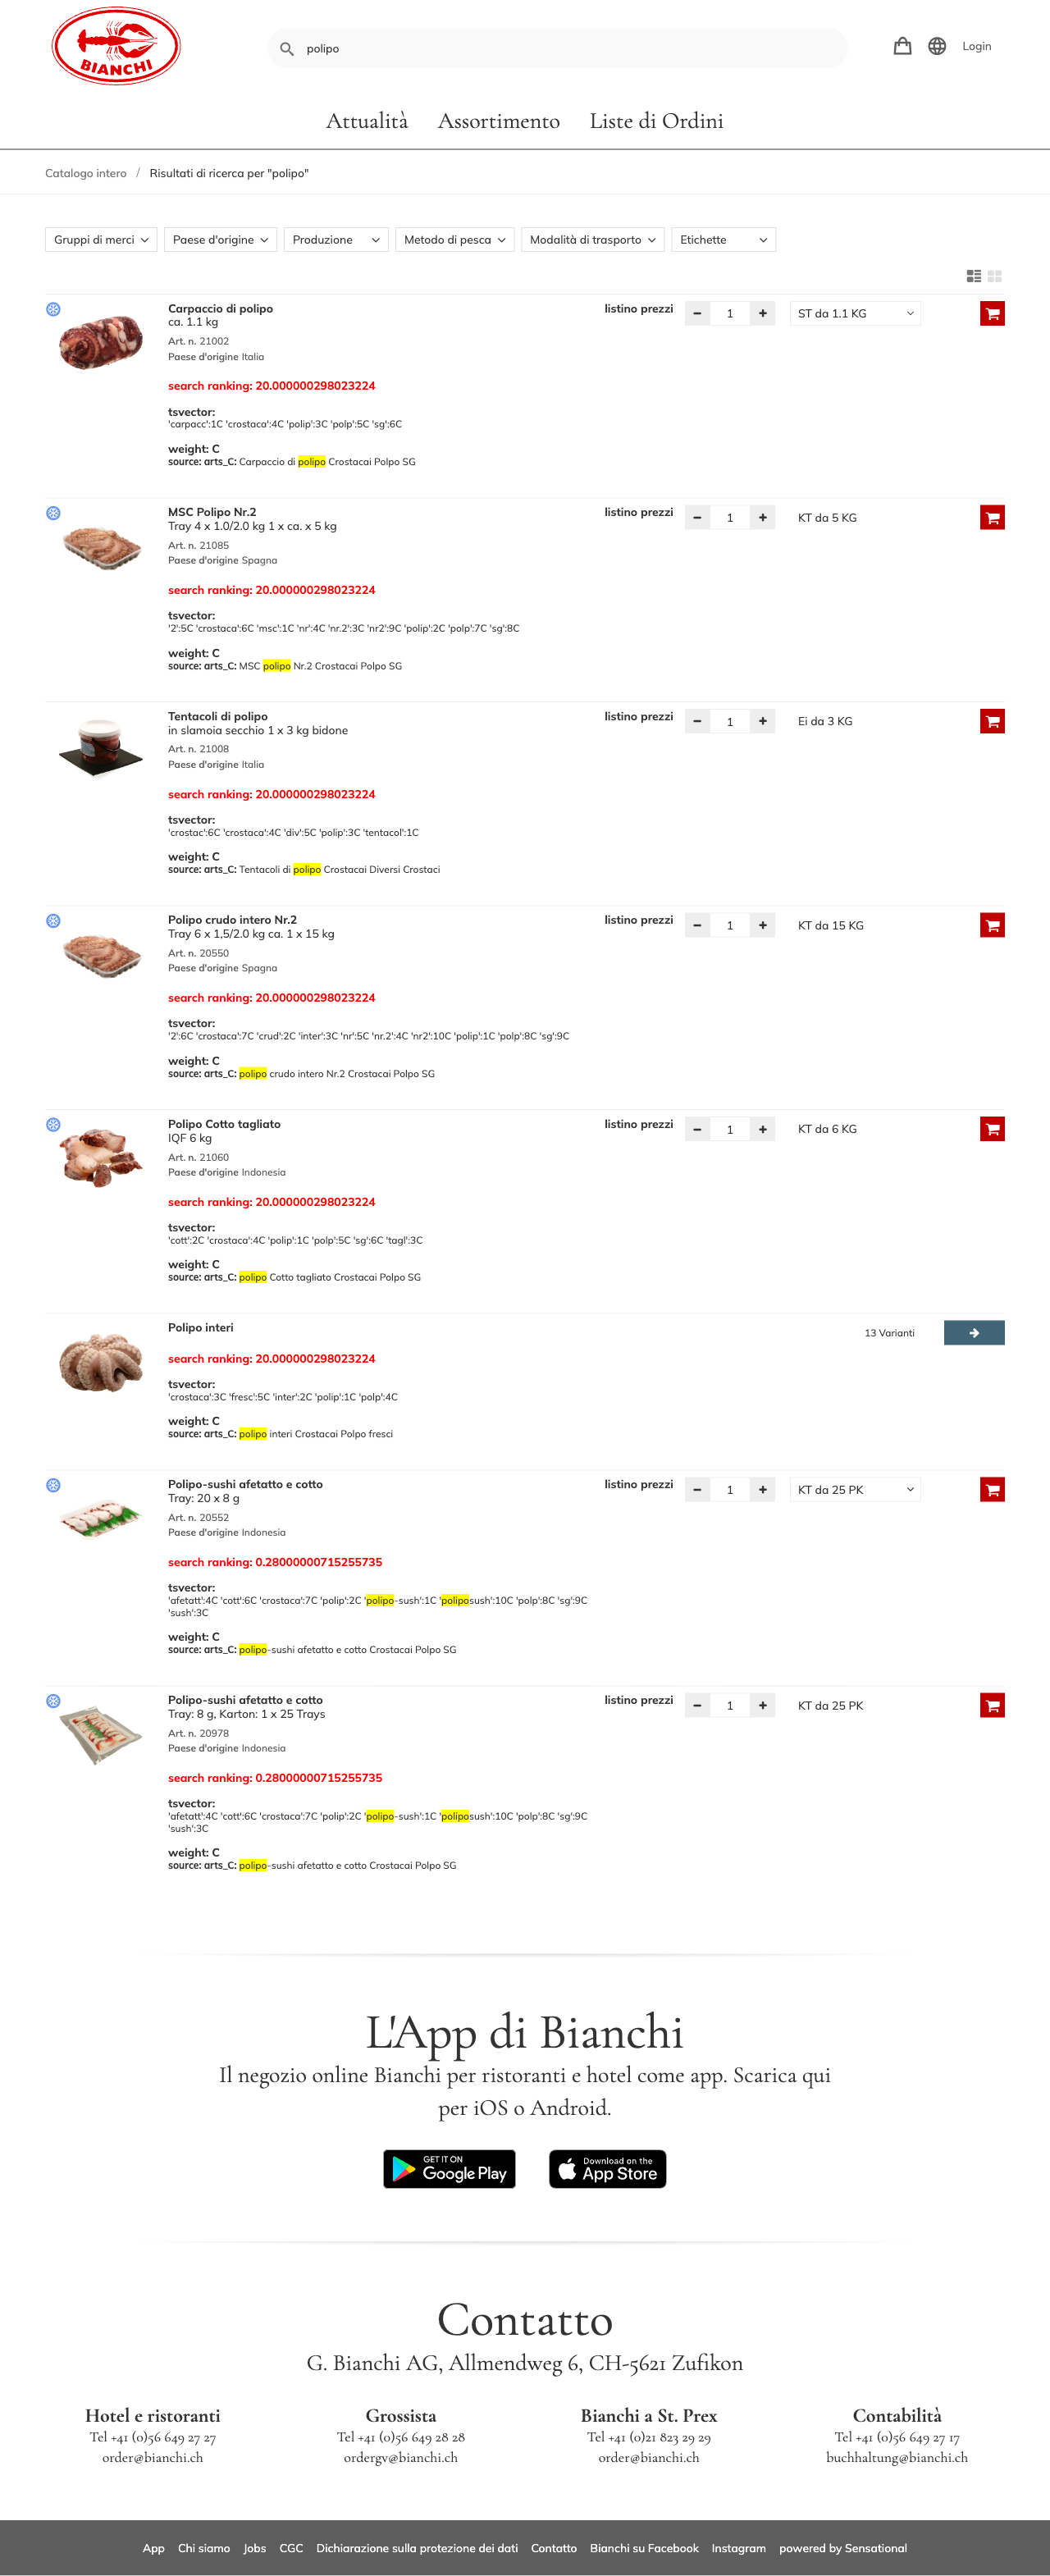 BIANCHI
polipo
Login
Attualità Assortimento Liste di Ordini
Catalogo intero / Risultati di ricerca per "polipo"
Gruppi di merci Paese d'origine Produzione Metodo di pesca Modalità di trasporto Etichette
Carpaccio di polipo listino prezzi 1 ST da 1.1 KG
ca. 1.1 kg
Art. n. 21002
Paese d'origine Italia
search ranking: 20.000000298023224
tsvector:
'carpacc':1C 'crostaca':4C 'polip':3C 'polp':5C 'sg':6C
weight: C
source: arts_C: Carpaccio di polipo Crostacai Polpo SG
MSC Polipo Nr.2 listino prezzi 1 KT da 5 KG
Tray 4 x 1.0/2.0 kg 1 x ca. x 5 kg
Art. n. 21085
Paese d'origine Spagna
search ranking: 20.000000298023224
tsvector:
'2':5C 'crostaca':6C 'msc':1C 'nr':4C 'nr.2':3C 'nr2':9C 'polip':2C 'polp':7C 'sg':8C
weight: C
source: arts_C: MSC polipo Nr.2 Crostacai Polpo SG
Tentacoli di polipo listino prezzi 1 Ei da 3 KG
in slamoia secchio 1 x 3 kg bidone
Art. n. 21008
Paese d'origine Italia
search ranking: 20.000000298023224
tsvector:
'crostac':6C 'crostaca':4C 'div':5C 'polip':3C 'tentacol':1C
weight: C
source: arts_C: Tentacoli di polipo Crostacai Diversi Crostaci
Polipo crudo intero Nr.2 listino prezzi 1 KT da 15 KG
Tray 6 x 1,5/2.0 kg ca. 1 x 15 kg
Art. n. 20550
Paese d'origine Spagna
search ranking: 20.000000298023224
tsvector:
'2':6C 'crostaca':7C 'crud':2C 'inter':3C 'nr':5C 'nr.2':4C 'nr2':10C 'polip':1C 'polp':8C 'sg':9C
weight: C
source: arts_C: polipo crudo intero Nr.2 Crostacai Polpo SG
Polipo Cotto tagliato listino prezzi 1 KT da 6 KG
IQF 6 kg
Art. n. 21060
Paese d'origine Indonesia
search ranking: 20.000000298023224
tsvector:
'cott':2C 'crostaca':4C 'polip':1C 'polp':5C 'sg':6C 'tagl':3C
weight: C
source: arts_C: polipo Cotto tagliato Crostacai Polpo SG
Polipo interi 13 Varianti
search ranking: 20.000000298023224
tsvector:
'crostaca':3C 'fresc':5C 'inter':2C 'polip':1C 'polp':4C
weight: C
source: arts_C: polipo interi Crostacai Polpo fresci
Polipo-sushi afetatto e cotto listino prezzi 1 KT da 25 PK
Tray: 20 x 8 g
Art. n. 20552
Paese d'origine Indonesia
search ranking: 0.28000000715255735
tsvector:
'afetatt':4C 'cott':6C 'crostaca':7C 'polip':2C 'polipo-sush':1C 'poliposush':10C 'polp':8C 'sg':9C
'sush':3C
weight: C
source: arts_C: polipo-sushi afetatto e cotto Crostacai Polpo SG
Polipo-sushi afetatto e cotto listino prezzi 1 KT da 25 PK
Tray: 8 g, Karton: 1 x 25 Trays
Art. n. 20978
Paese d'origine Indonesia
search ranking: 0.28000000715255735
tsvector:
'afetatt':4C 'cott':6C 'crostaca':7C 'polip':2C 'polipo-sush':1C 'poliposush':10C 'polp':8C 'sg':9C
'sush':3C
weight: C
source: arts_C: polipo-sushi afetatto e cotto Crostacai Polpo SG
L'App di Bianchi
Il negozio online Bianchi per ristoranti e hotel come app. Scarica qui
per iOS o Android.
GET IT ON Google Play Download on the App Store
Contatto
G. Bianchi AG, Allmendweg 6, CH-5621 Zufikon
Hotel e ristoranti Grossista Bianchi a St. Prex Contabilità
Tel +41 (0)56 649 27 27 Tel +41 (0)56 649 28 28 Tel +41 (0)21 823 29 29 Tel +41 (0)56 649 27 17
order@bianchi.ch ordergv@bianchi.ch order@bianchi.ch buchhaltung@bianchi.ch
App Chi siamo Jobs CGC Dichiarazione sulla protezione dei dati Contatto Bianchi su Facebook Instagram powered by Sensational